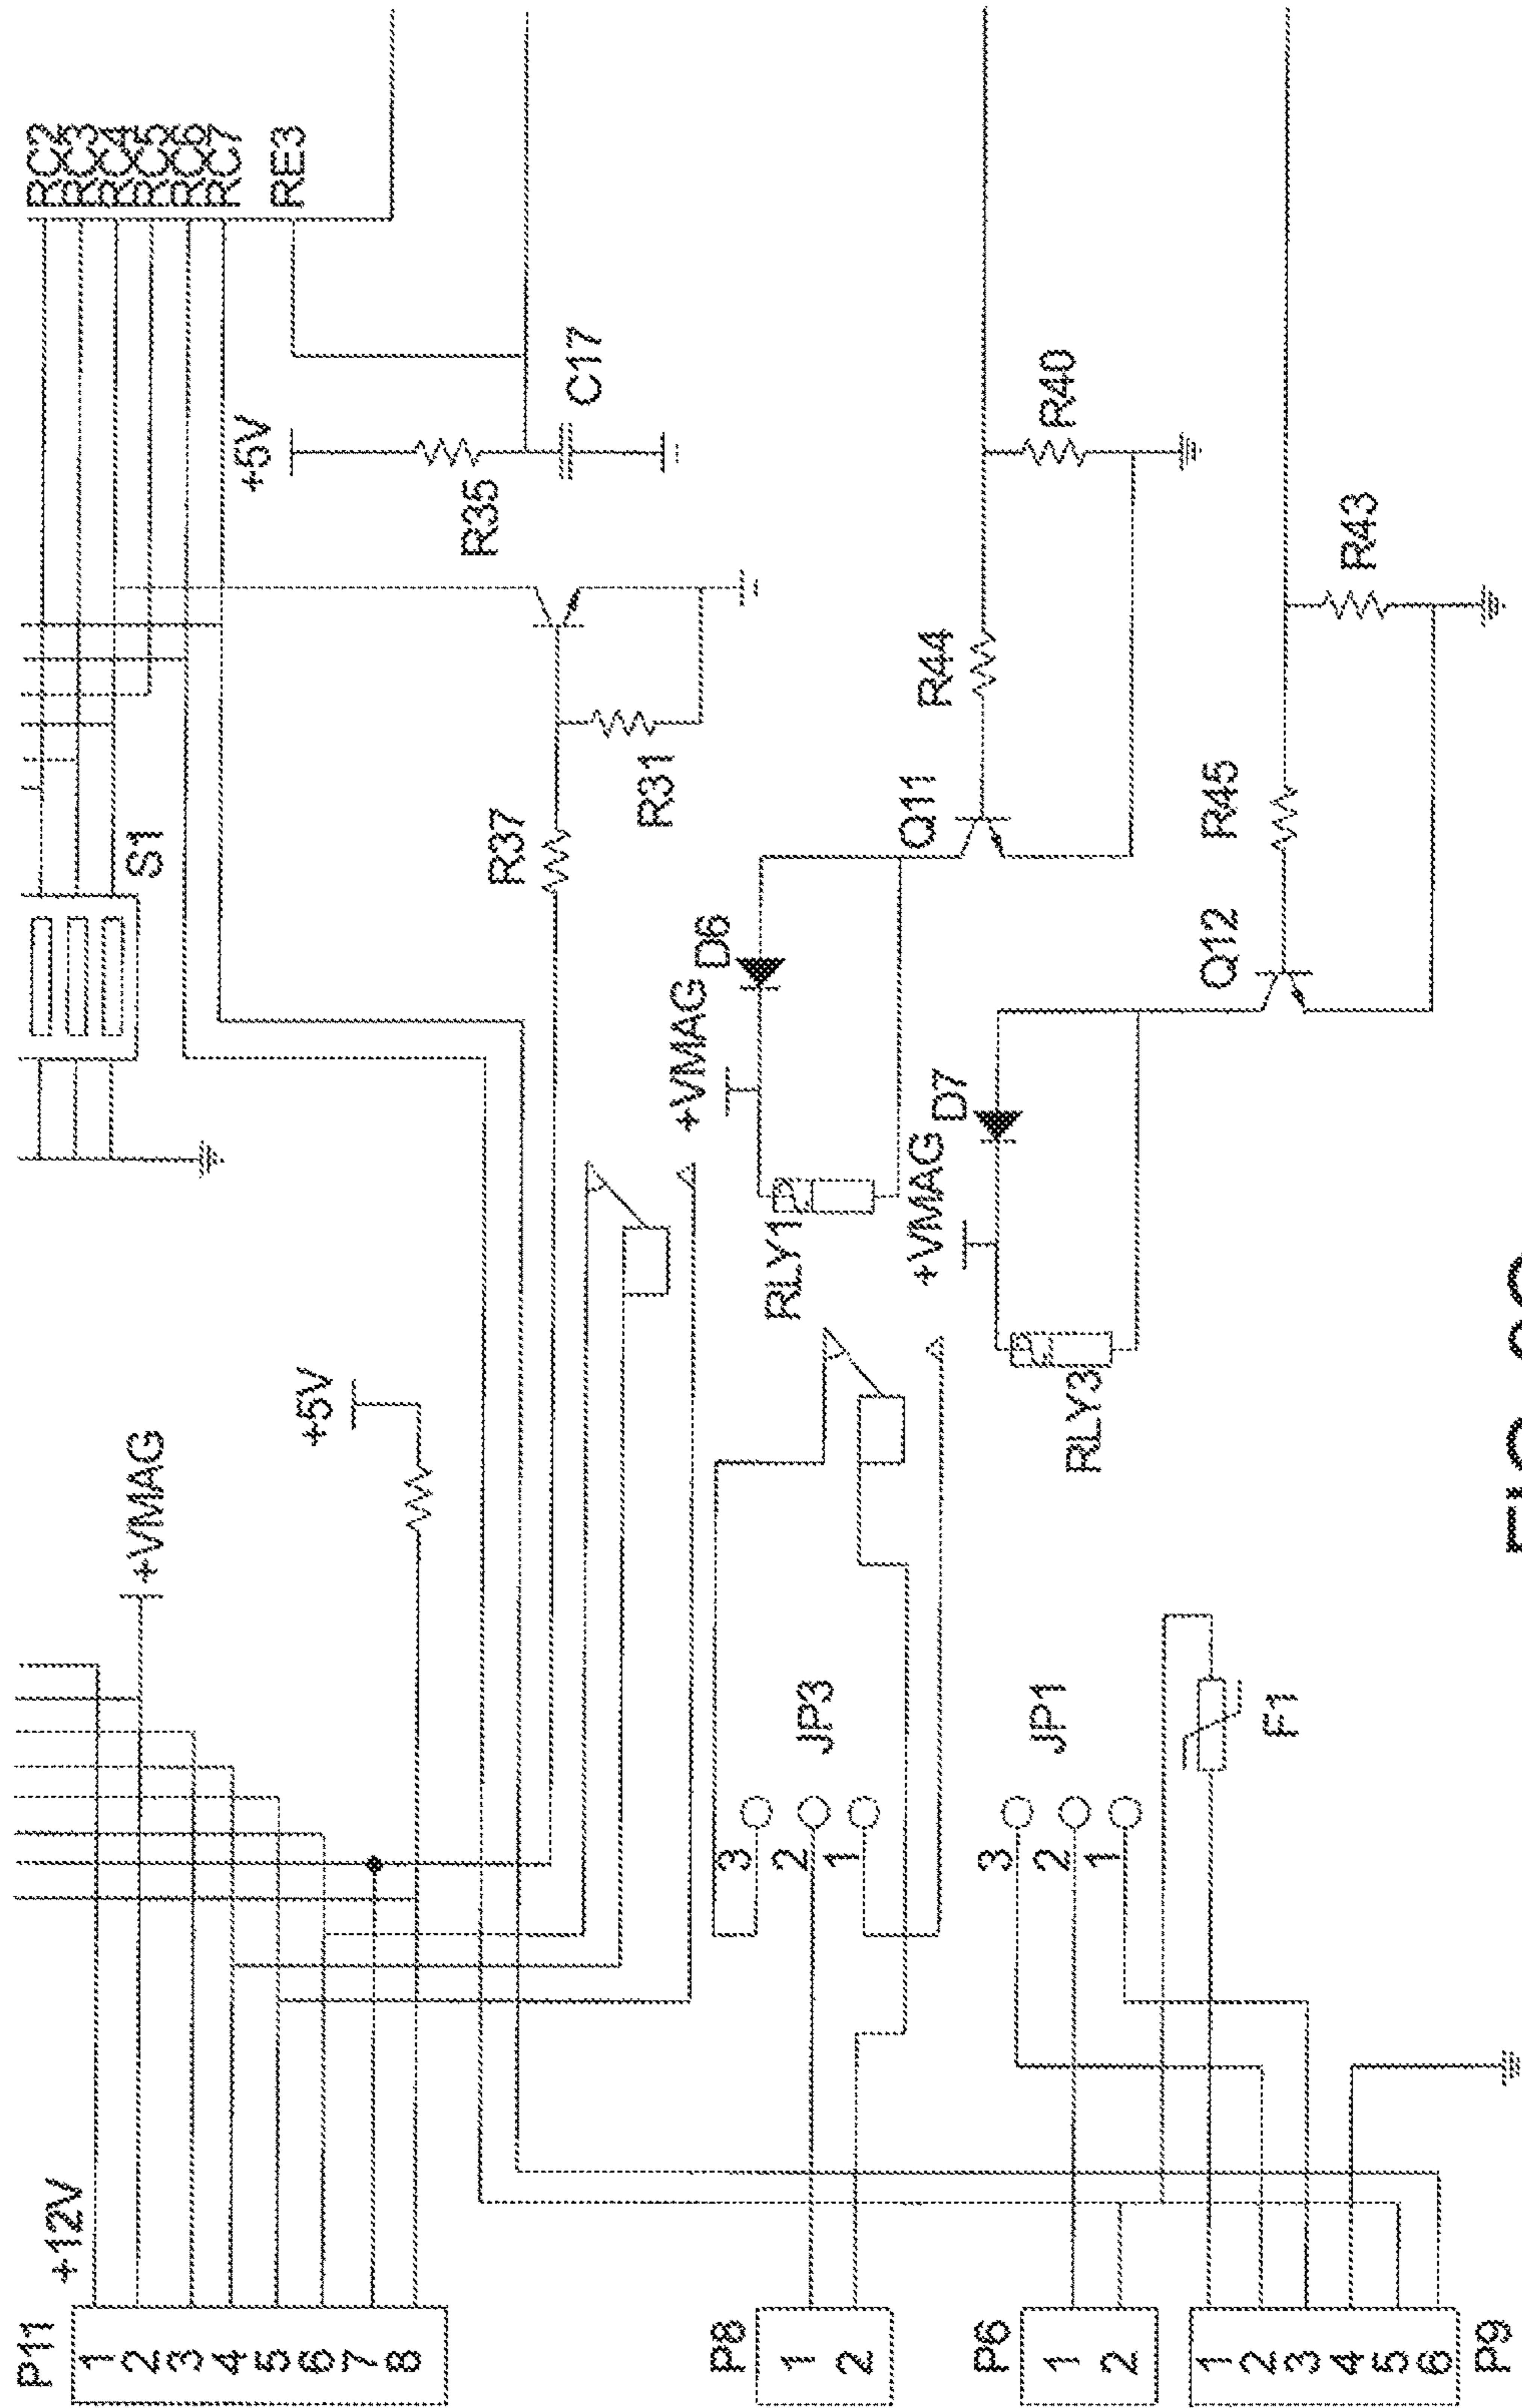 P11
+12V
1
2
3
4
5
6
7
8
+VMAG
+5V
S1
RC2
RC3
RC4
RC5
RC6
RC7
RE3
+5V
R35
C17
R37
R31
+VMAG
D6
Q11
R44
R40
RLY1
+VMAG
D7
Q12
R45
R43
RLY3
P8
1
2
3
2
1
JP3
P6
1
2
3
2
1
JP1
F1
P9
1
2
3
4
5
6